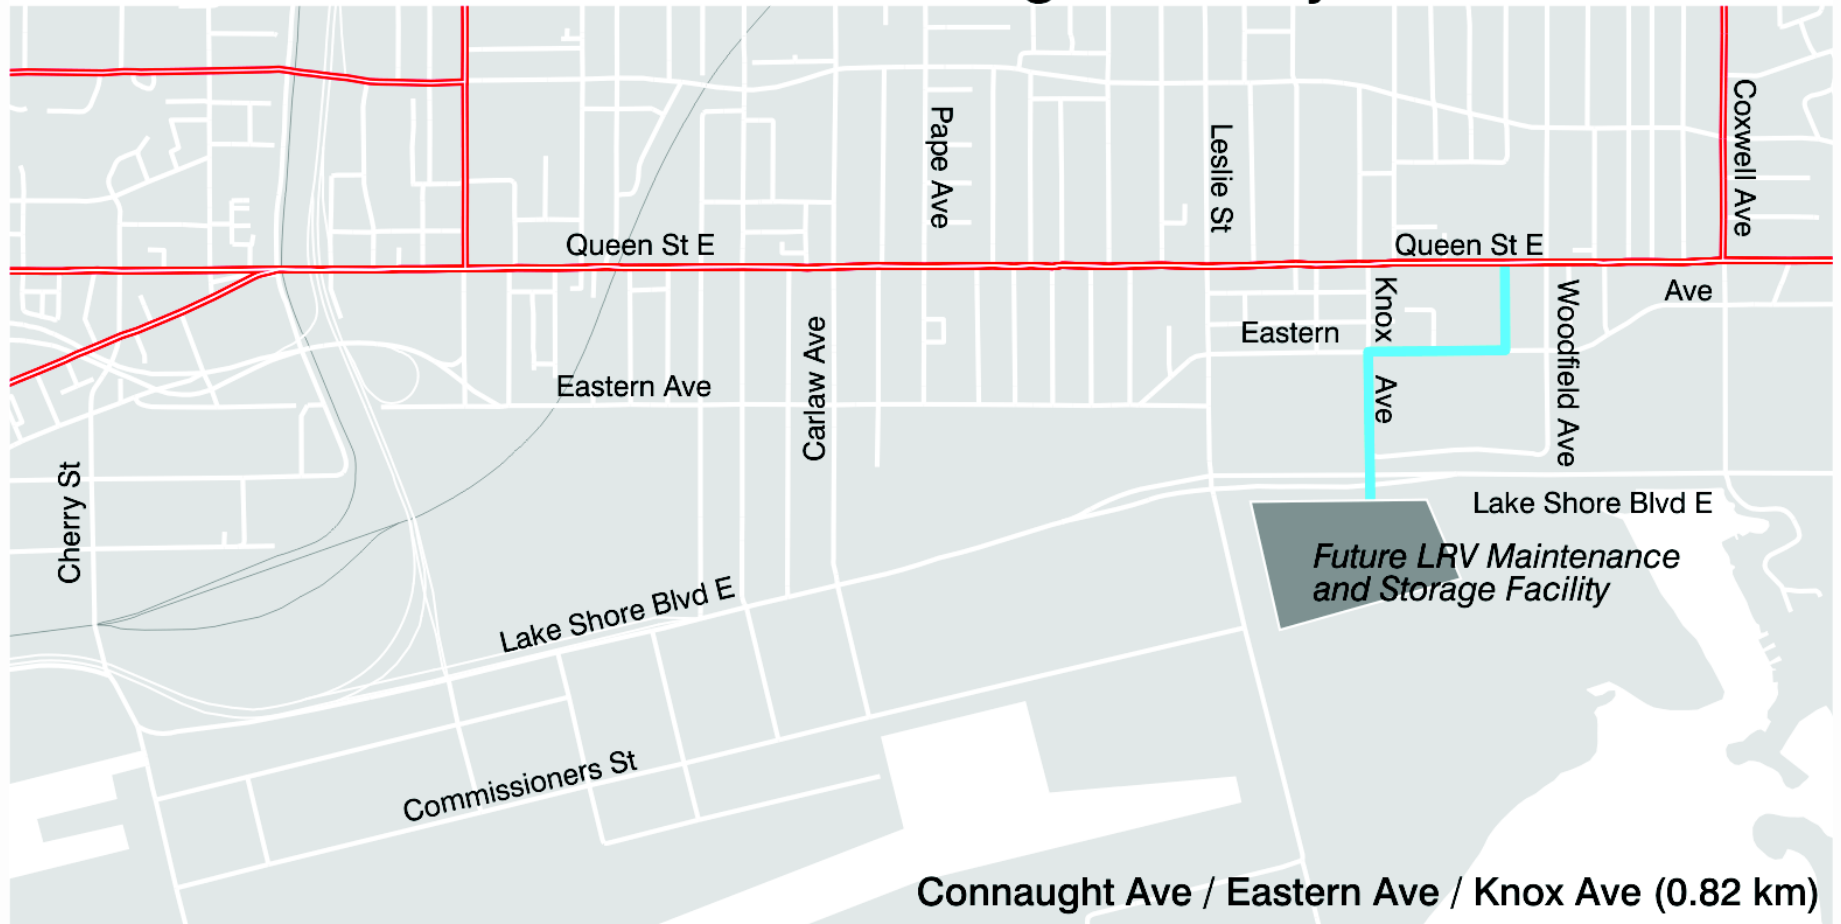 Coxwell Ave
Pape Ave
Leslie St
Queen St E
Queen St E
Knox
Ave
Woodfield Ave
Ave
Eastern
Carlaw Ave
Eastern Ave
Cherry St
Lake Shore Blvd E
Future LRV Maintenance
and Storage Facility
Lake Shore Blvd E
Commissioners St
Connaught Ave / Eastern Ave / Knox Ave (0.82 km)